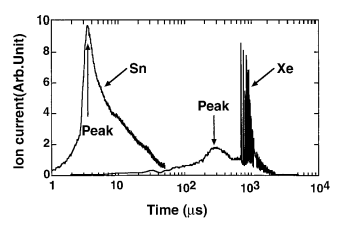 Ion current(Arb.Unit)
10
8
6
4
2
0
Sn
Xe
Peak
Peak
1 10 10² 10³ 10⁴
Time (μs)